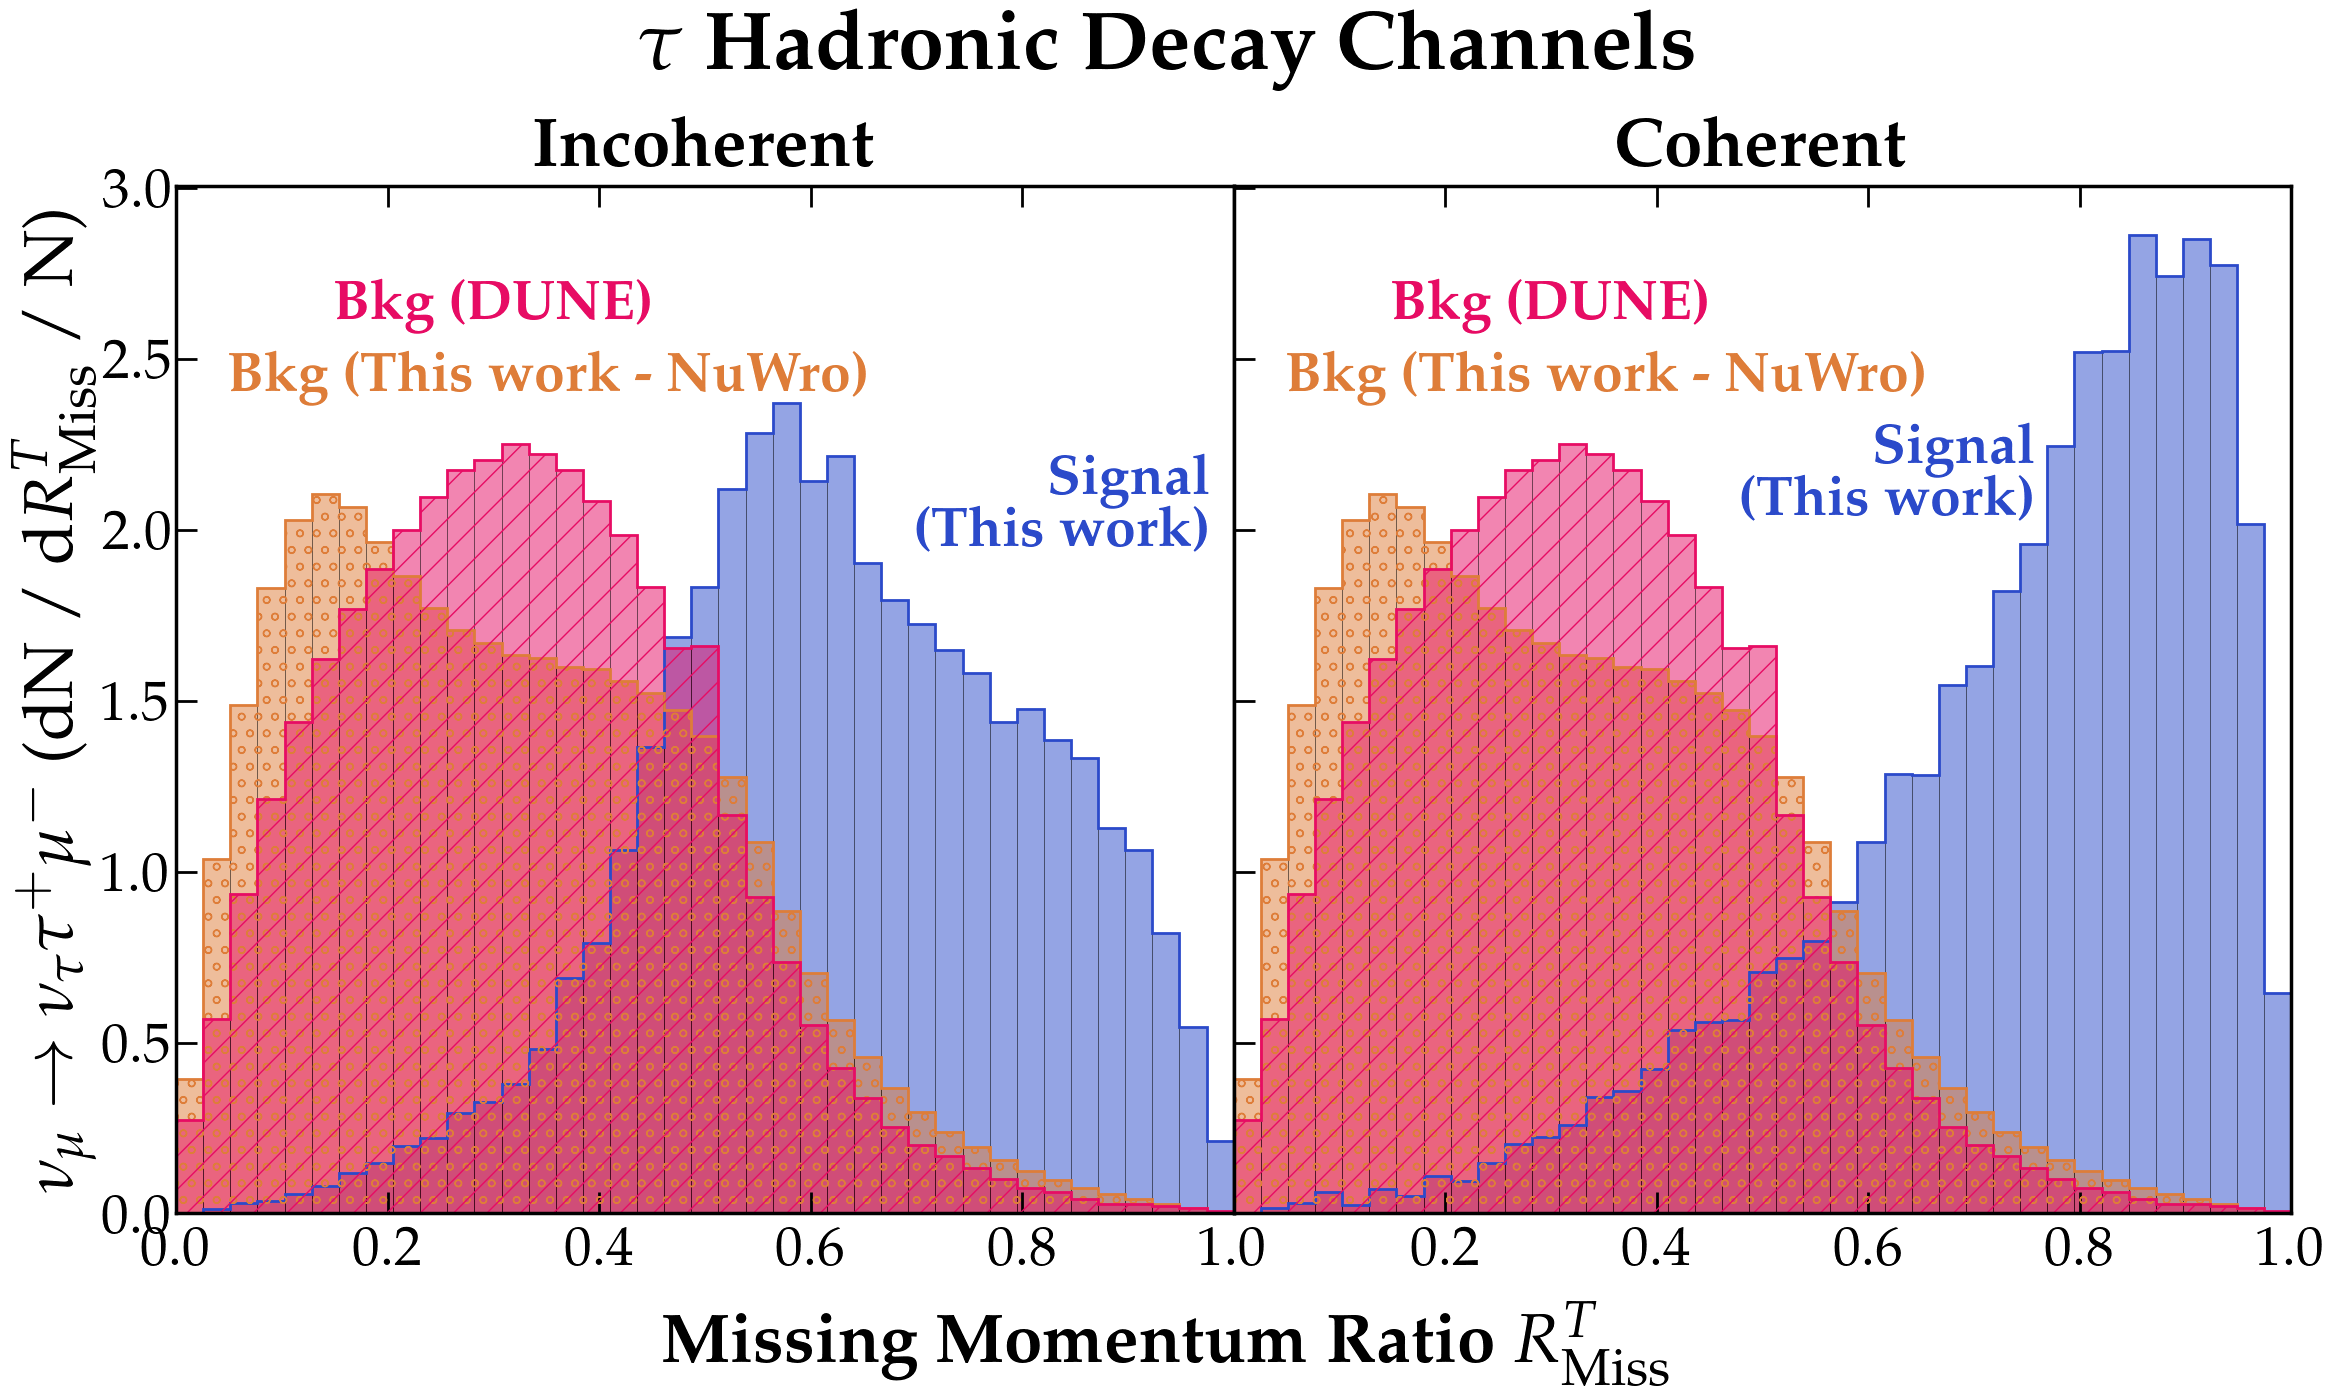 τ Hadronic Decay Channels
Incoherent
Coherent
ν_μ → ν_τ τ⁺ μ⁻ (dN / dR^T_Miss / N)
3.0
2.5
2.0
1.5
1.0
0.5
0.0
Bkg (DUNE)
Bkg (This work - NuWro)
Signal
(This work)
Bkg (DUNE)
Bkg (This work - NuWro)
Signal
(This work)
0.0 0.2 0.4 0.6 0.8 1.0 0.2 0.4 0.6 0.8 1.0
Missing Momentum Ratio R^T_Miss